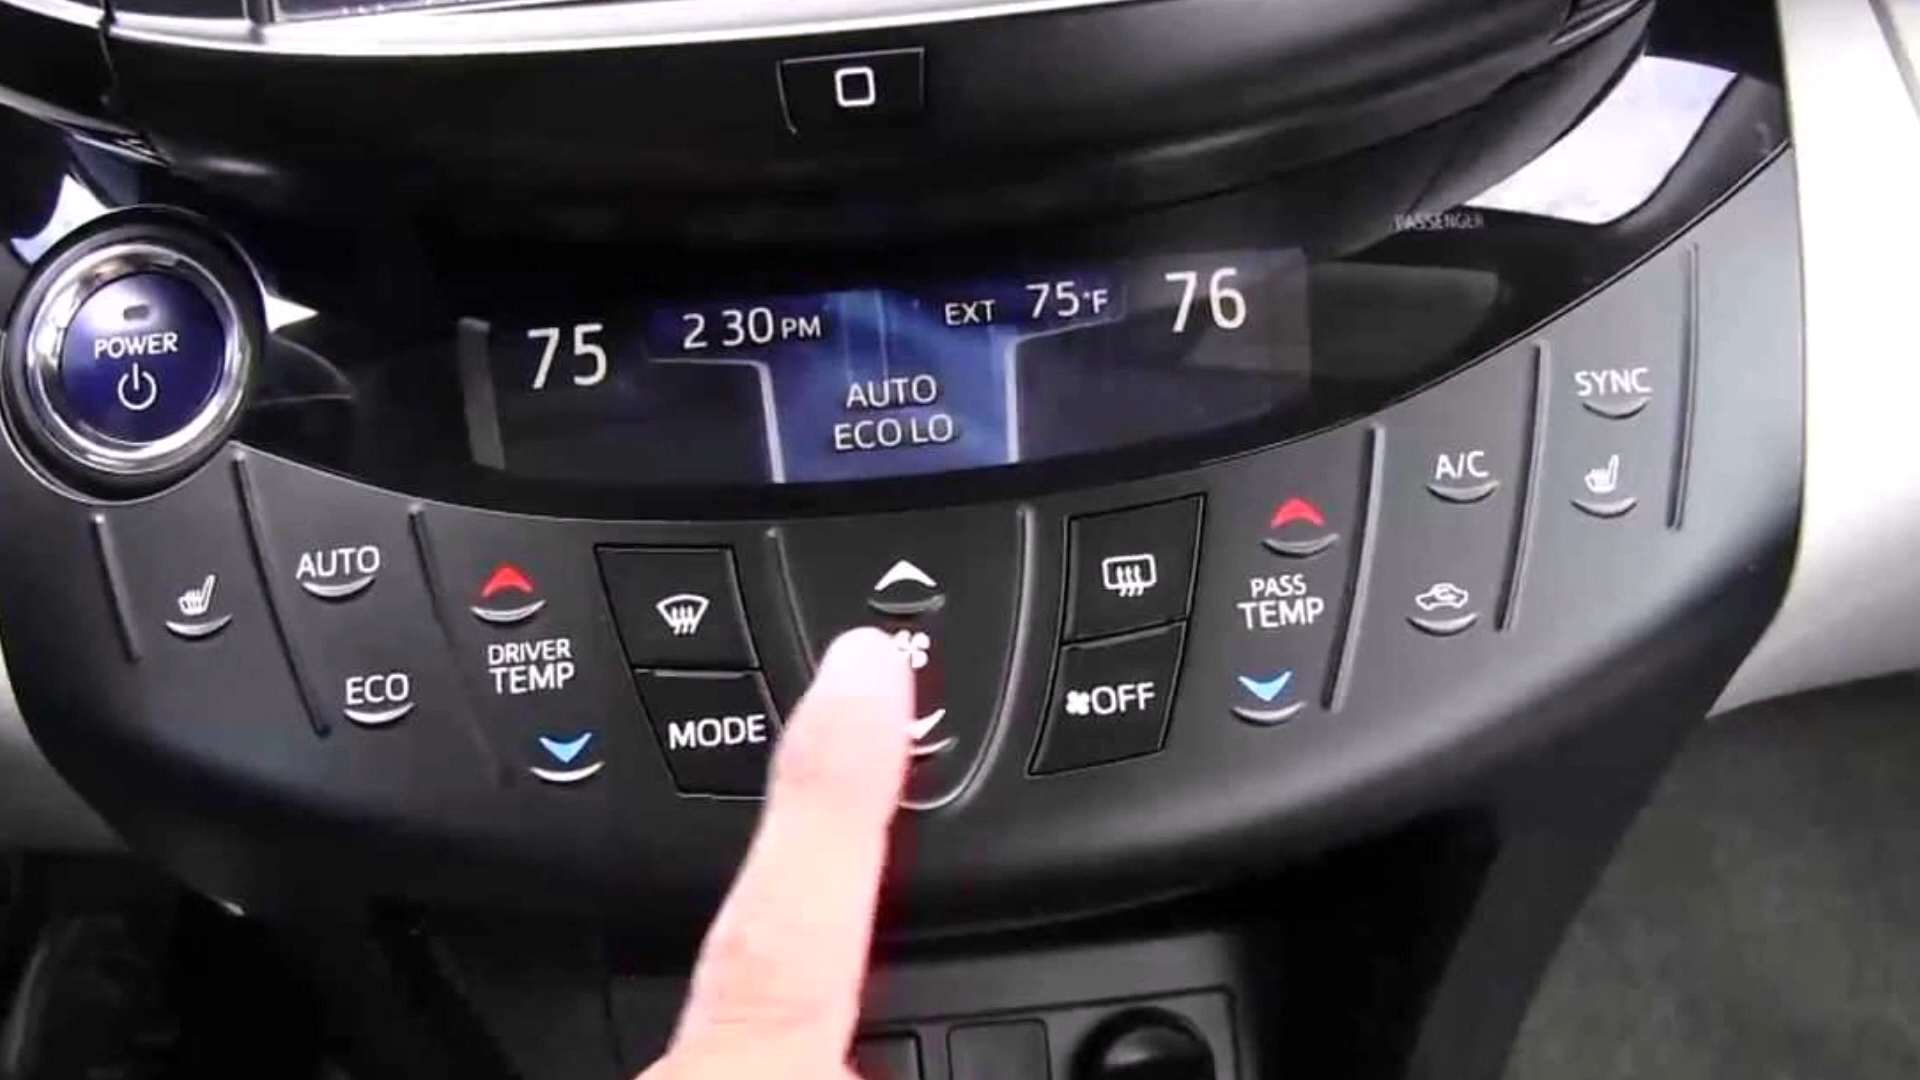 PASSENGER
75
2 30 PM
EXT 75°F
76
AUTO
ECO LO
POWER
SYNC
A/C
AUTO
ECO
DRIVER
TEMP
MODE
OFF
PASS
TEMP